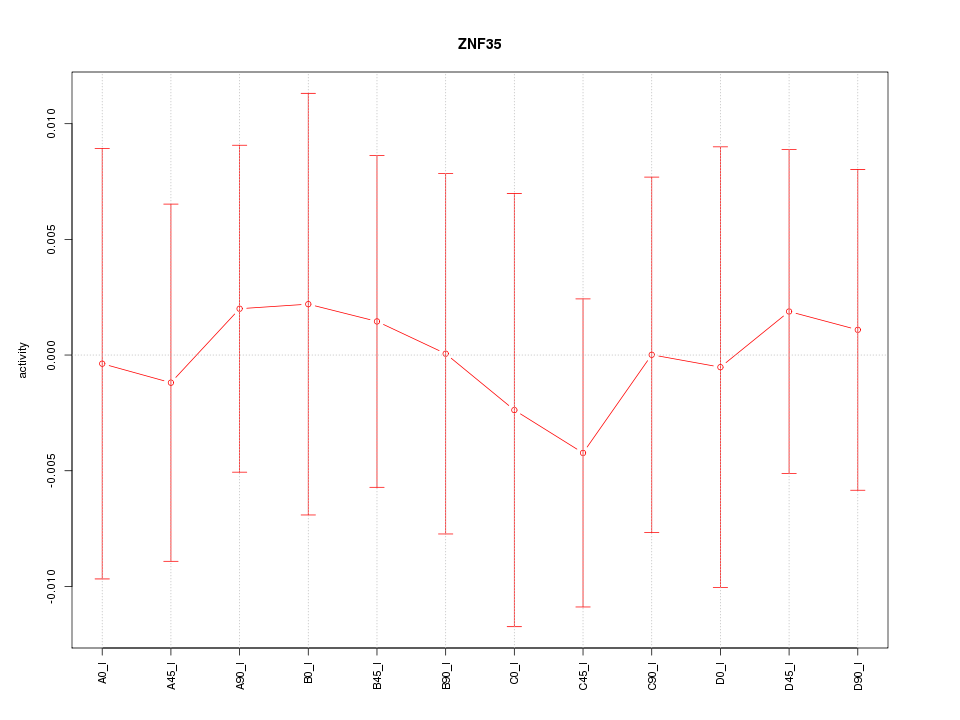 ZNF35
activity
0.010
0.005
0.000
-0.005
-0.010
A0_I
A45_I
A90_I
B0_I
B45_I
B90_I
C0_I
C45_I
C90_I
D0_I
D45_I
D90_I